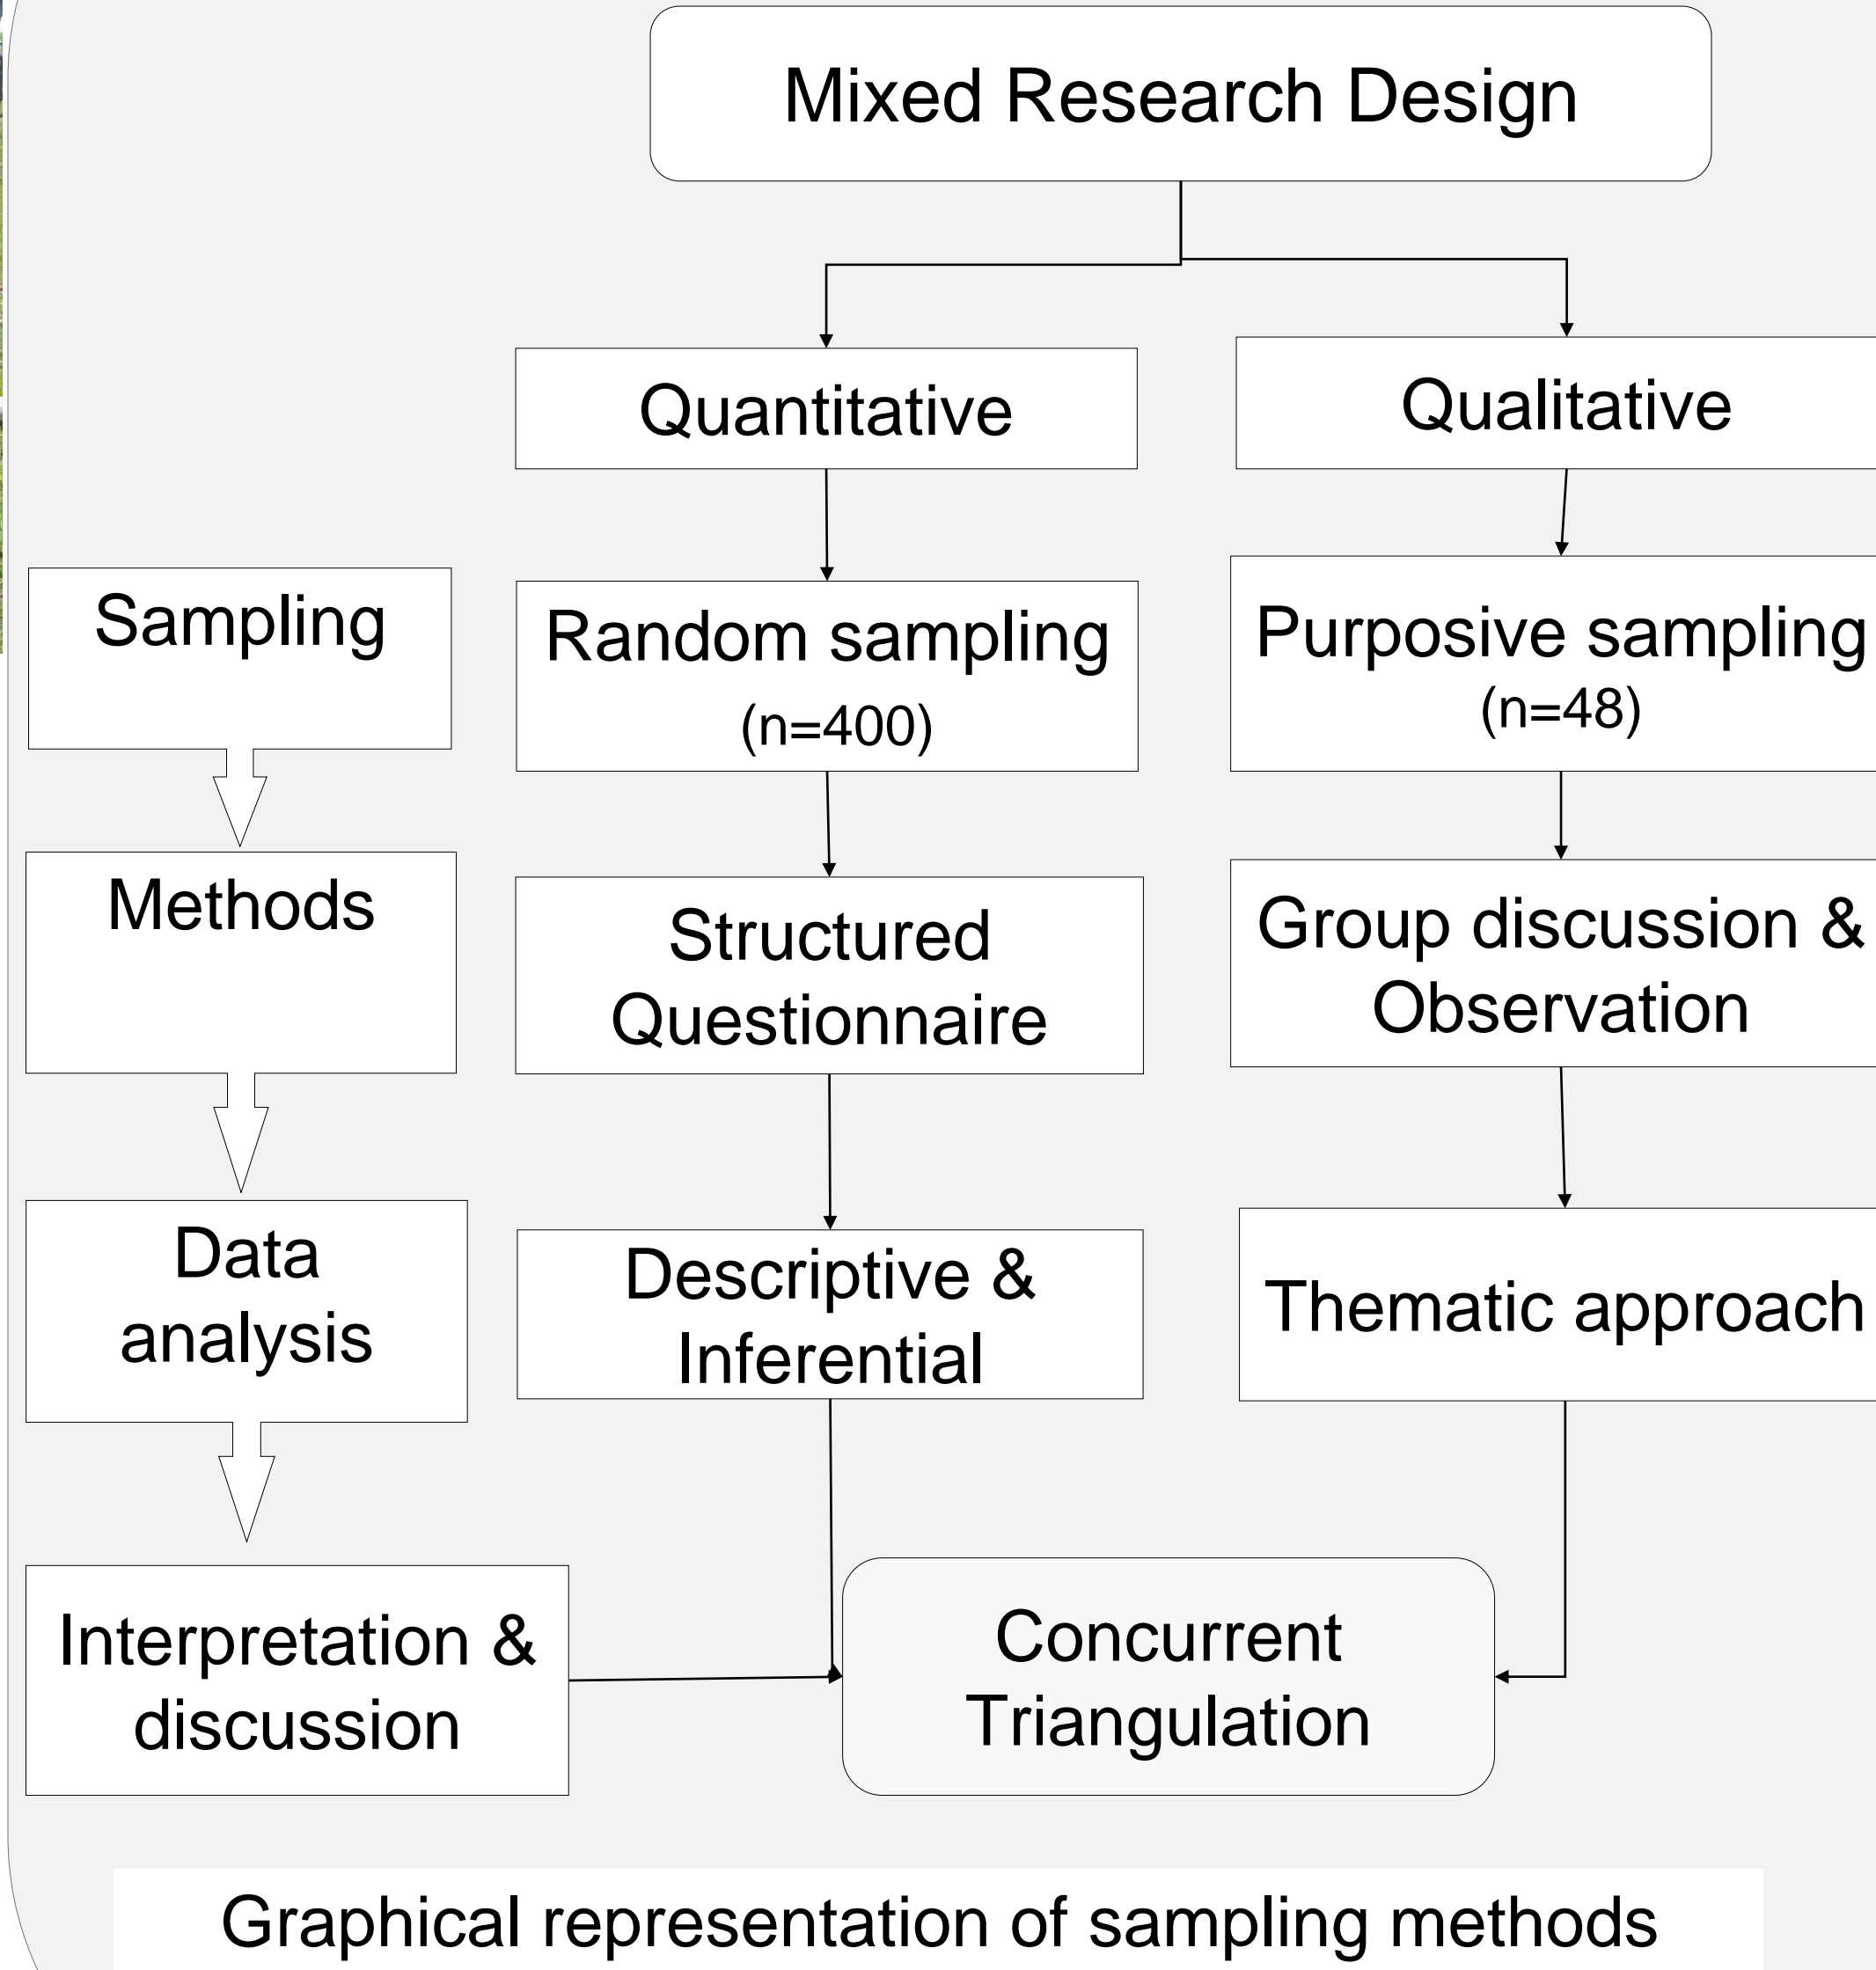 Mixed Research Design
Quantitative
Qualitative
Sampling
Random sampling
(n=400)
Purposive sampling
(n=48)
Methods
Structured
Questionnaire
Group discussion &
Observation
Data
analysis
Descriptive &
Inferential
Thematic approach
Interpretation &
discussion
Concurrent
Triangulation
Graphical representation of sampling methods